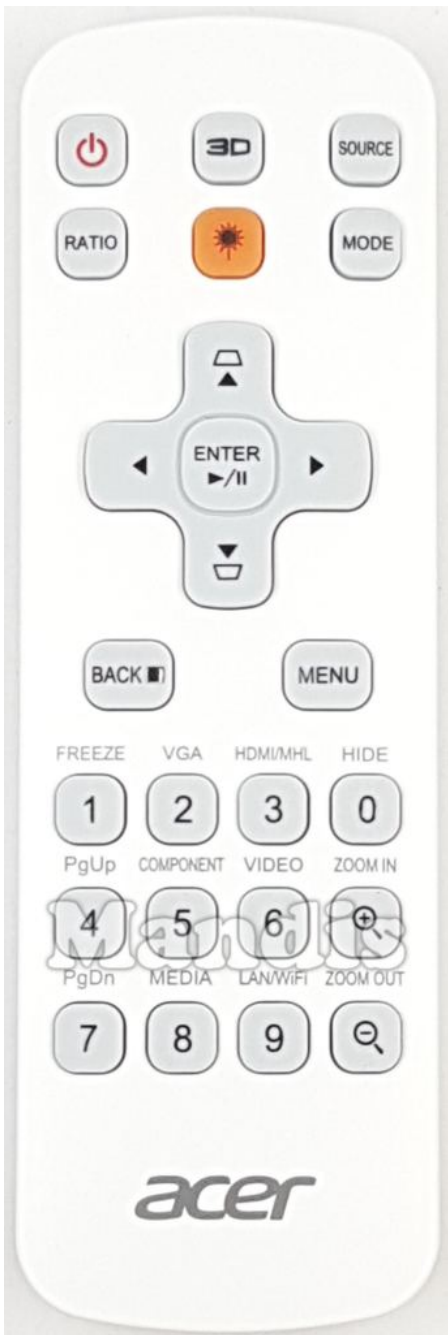 3D SOURCE
RATIO MODE
ENTER
BACK MENU
FREEZE VGA HDMI/MHL HIDE
1 2 3 0
PgUp COMPONENT VIDEO ZOOM IN
4 5 6
Mandis
PgDn MEDIA LAN/WiFi ZOOM OUT
7 8 9
acer